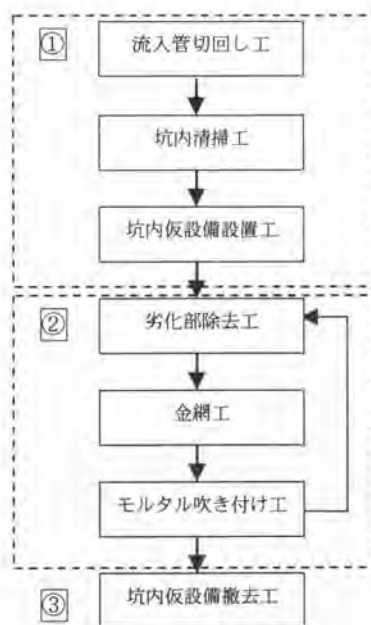 ①
流入管切回し工
坑内清掃工
坑内仮設備設置工
②
劣化部除去工
金網工
モルタル吹き付け工
③
坑内仮設備撤去工